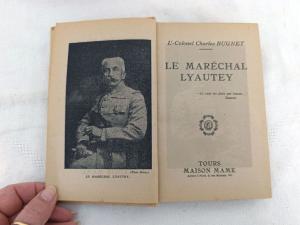 LE MARÉCHAL LYAUTEY.
Lᵗ-Colonel Charles BUGNET
LE MARÉCHAL
LYAUTEY
TOURS
MAISON MAME